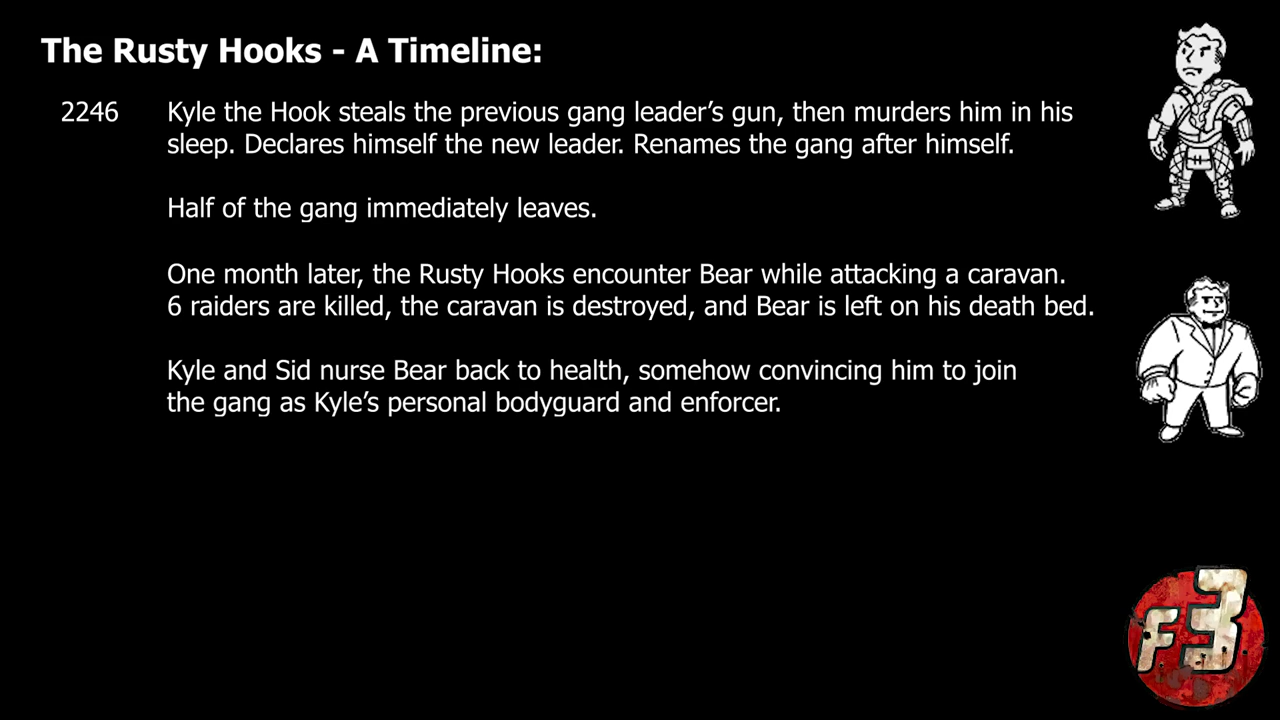 The Rusty Hooks - A Timeline:
2246 Kyle the Hook steals the previous gang leader’s gun, then murders him in his
sleep. Declares himself the new leader. Renames the gang after himself.
Half of the gang immediately leaves.
One month later, the Rusty Hooks encounter Bear while attacking a caravan.
6 raiders are killed, the caravan is destroyed, and Bear is left on his death bed.
Kyle and Sid nurse Bear back to health, somehow convincing him to join
the gang as Kyle’s personal bodyguard and enforcer.
F3